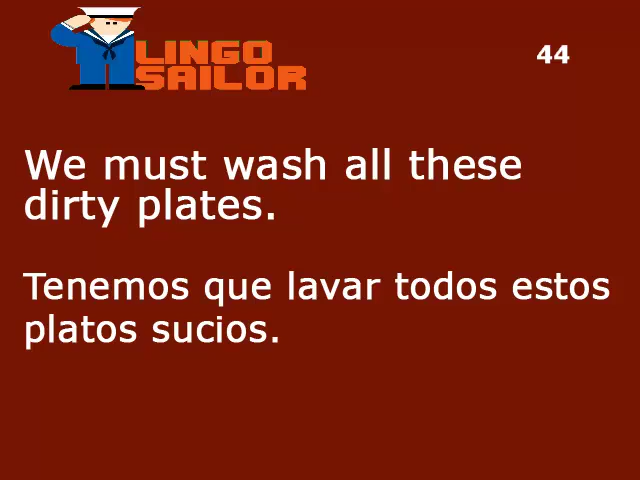 LINGO
SAILOR
44
We must wash all these
dirty plates.
Tenemos que lavar todos estos
platos sucios.